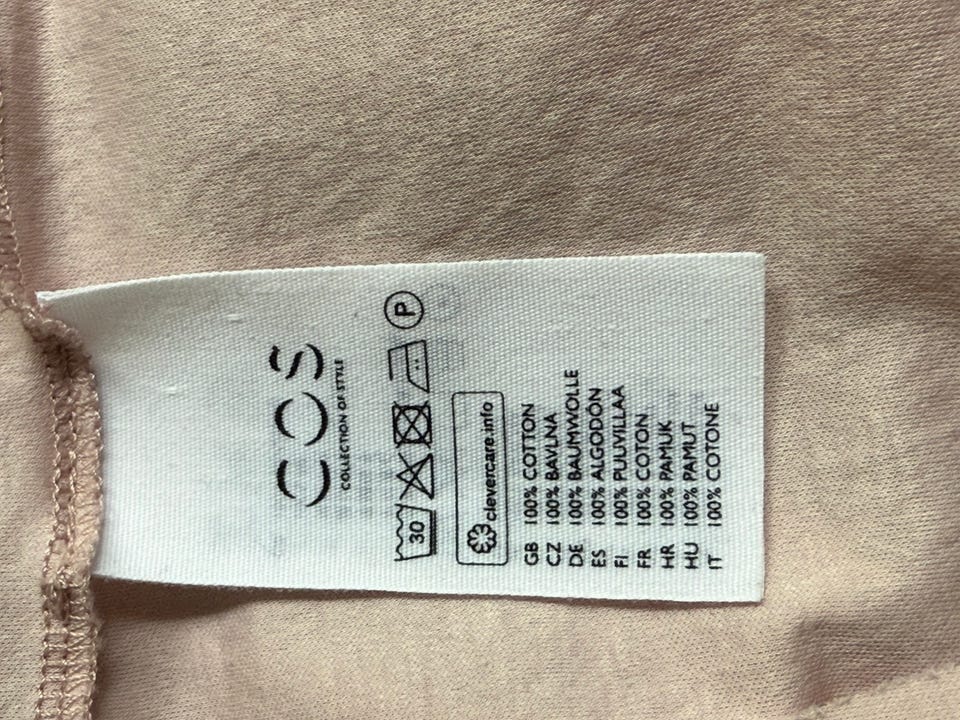 COS
COLLECTION OF STYLE
30 P
clevercare.info
GB 100% COTTON
CZ 100% BAVLNA
DE 100% BAUMWOLLE
ES 100% ALGODÓN
FI 100% PUUVILLAA
FR 100% COTON
HR 100% PAMUK
HU 100% PAMUT
IT 100% COTONE